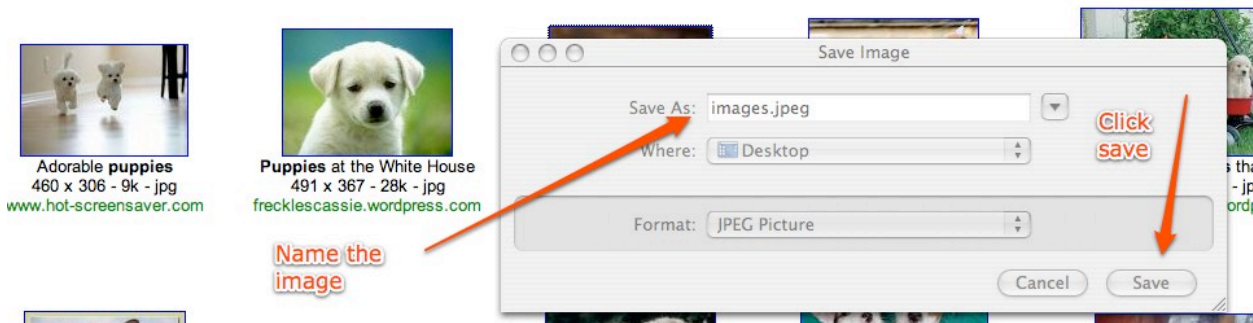 Adorable puppies
460 x 306 - 9k - jpg
www.hot-screensaver.com
Puppies at the White House
491 x 367 - 28k - jpg
frecklescassie.wordpress.com
Name the
image
Save Image
Save As: images.jpeg
Where: Desktop
Format: JPEG Picture
Cancel Save
Click
save